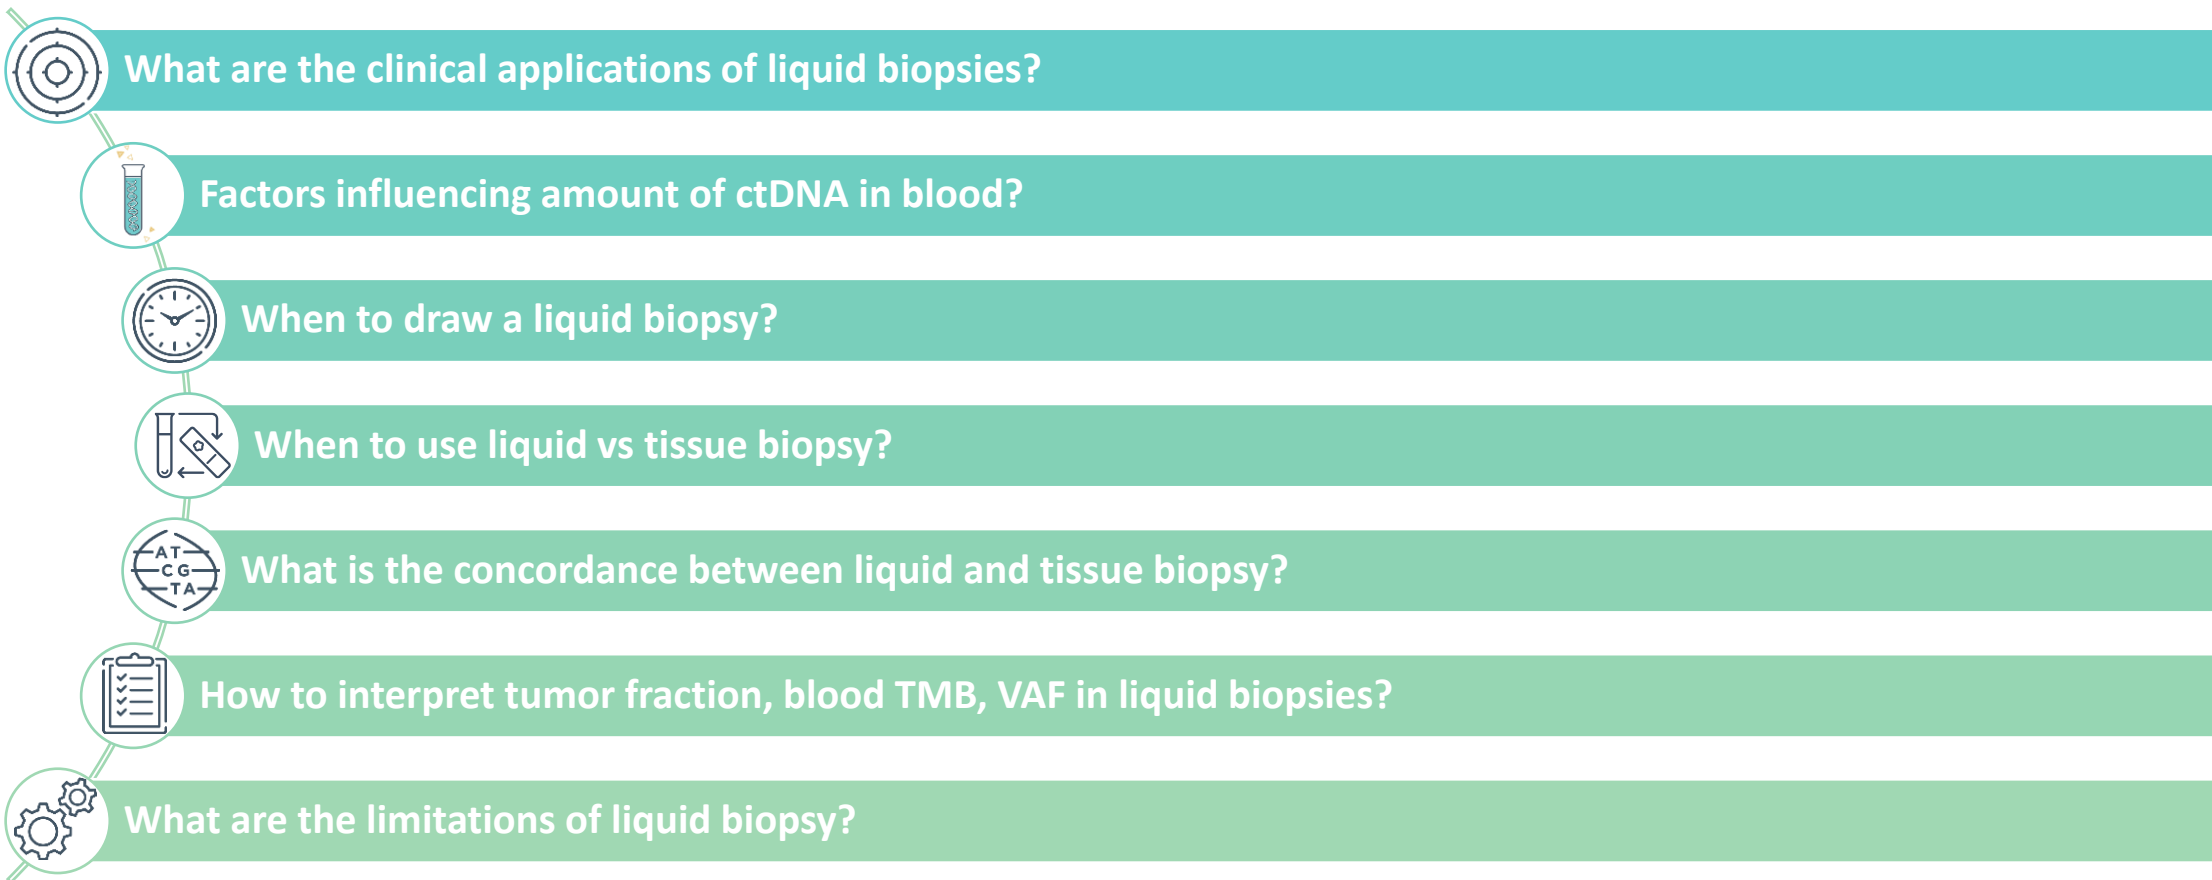 What are the clinical applications of liquid biopsies?
Factors influencing amount of ctDNA in blood?
When to draw a liquid biopsy?
When to use liquid vs tissue biopsy?
AT
CG
TA
What is the concordance between liquid and tissue biopsy?
How to interpret tumor fraction, blood TMB, VAF in liquid biopsies?
What are the limitations of liquid biopsy?